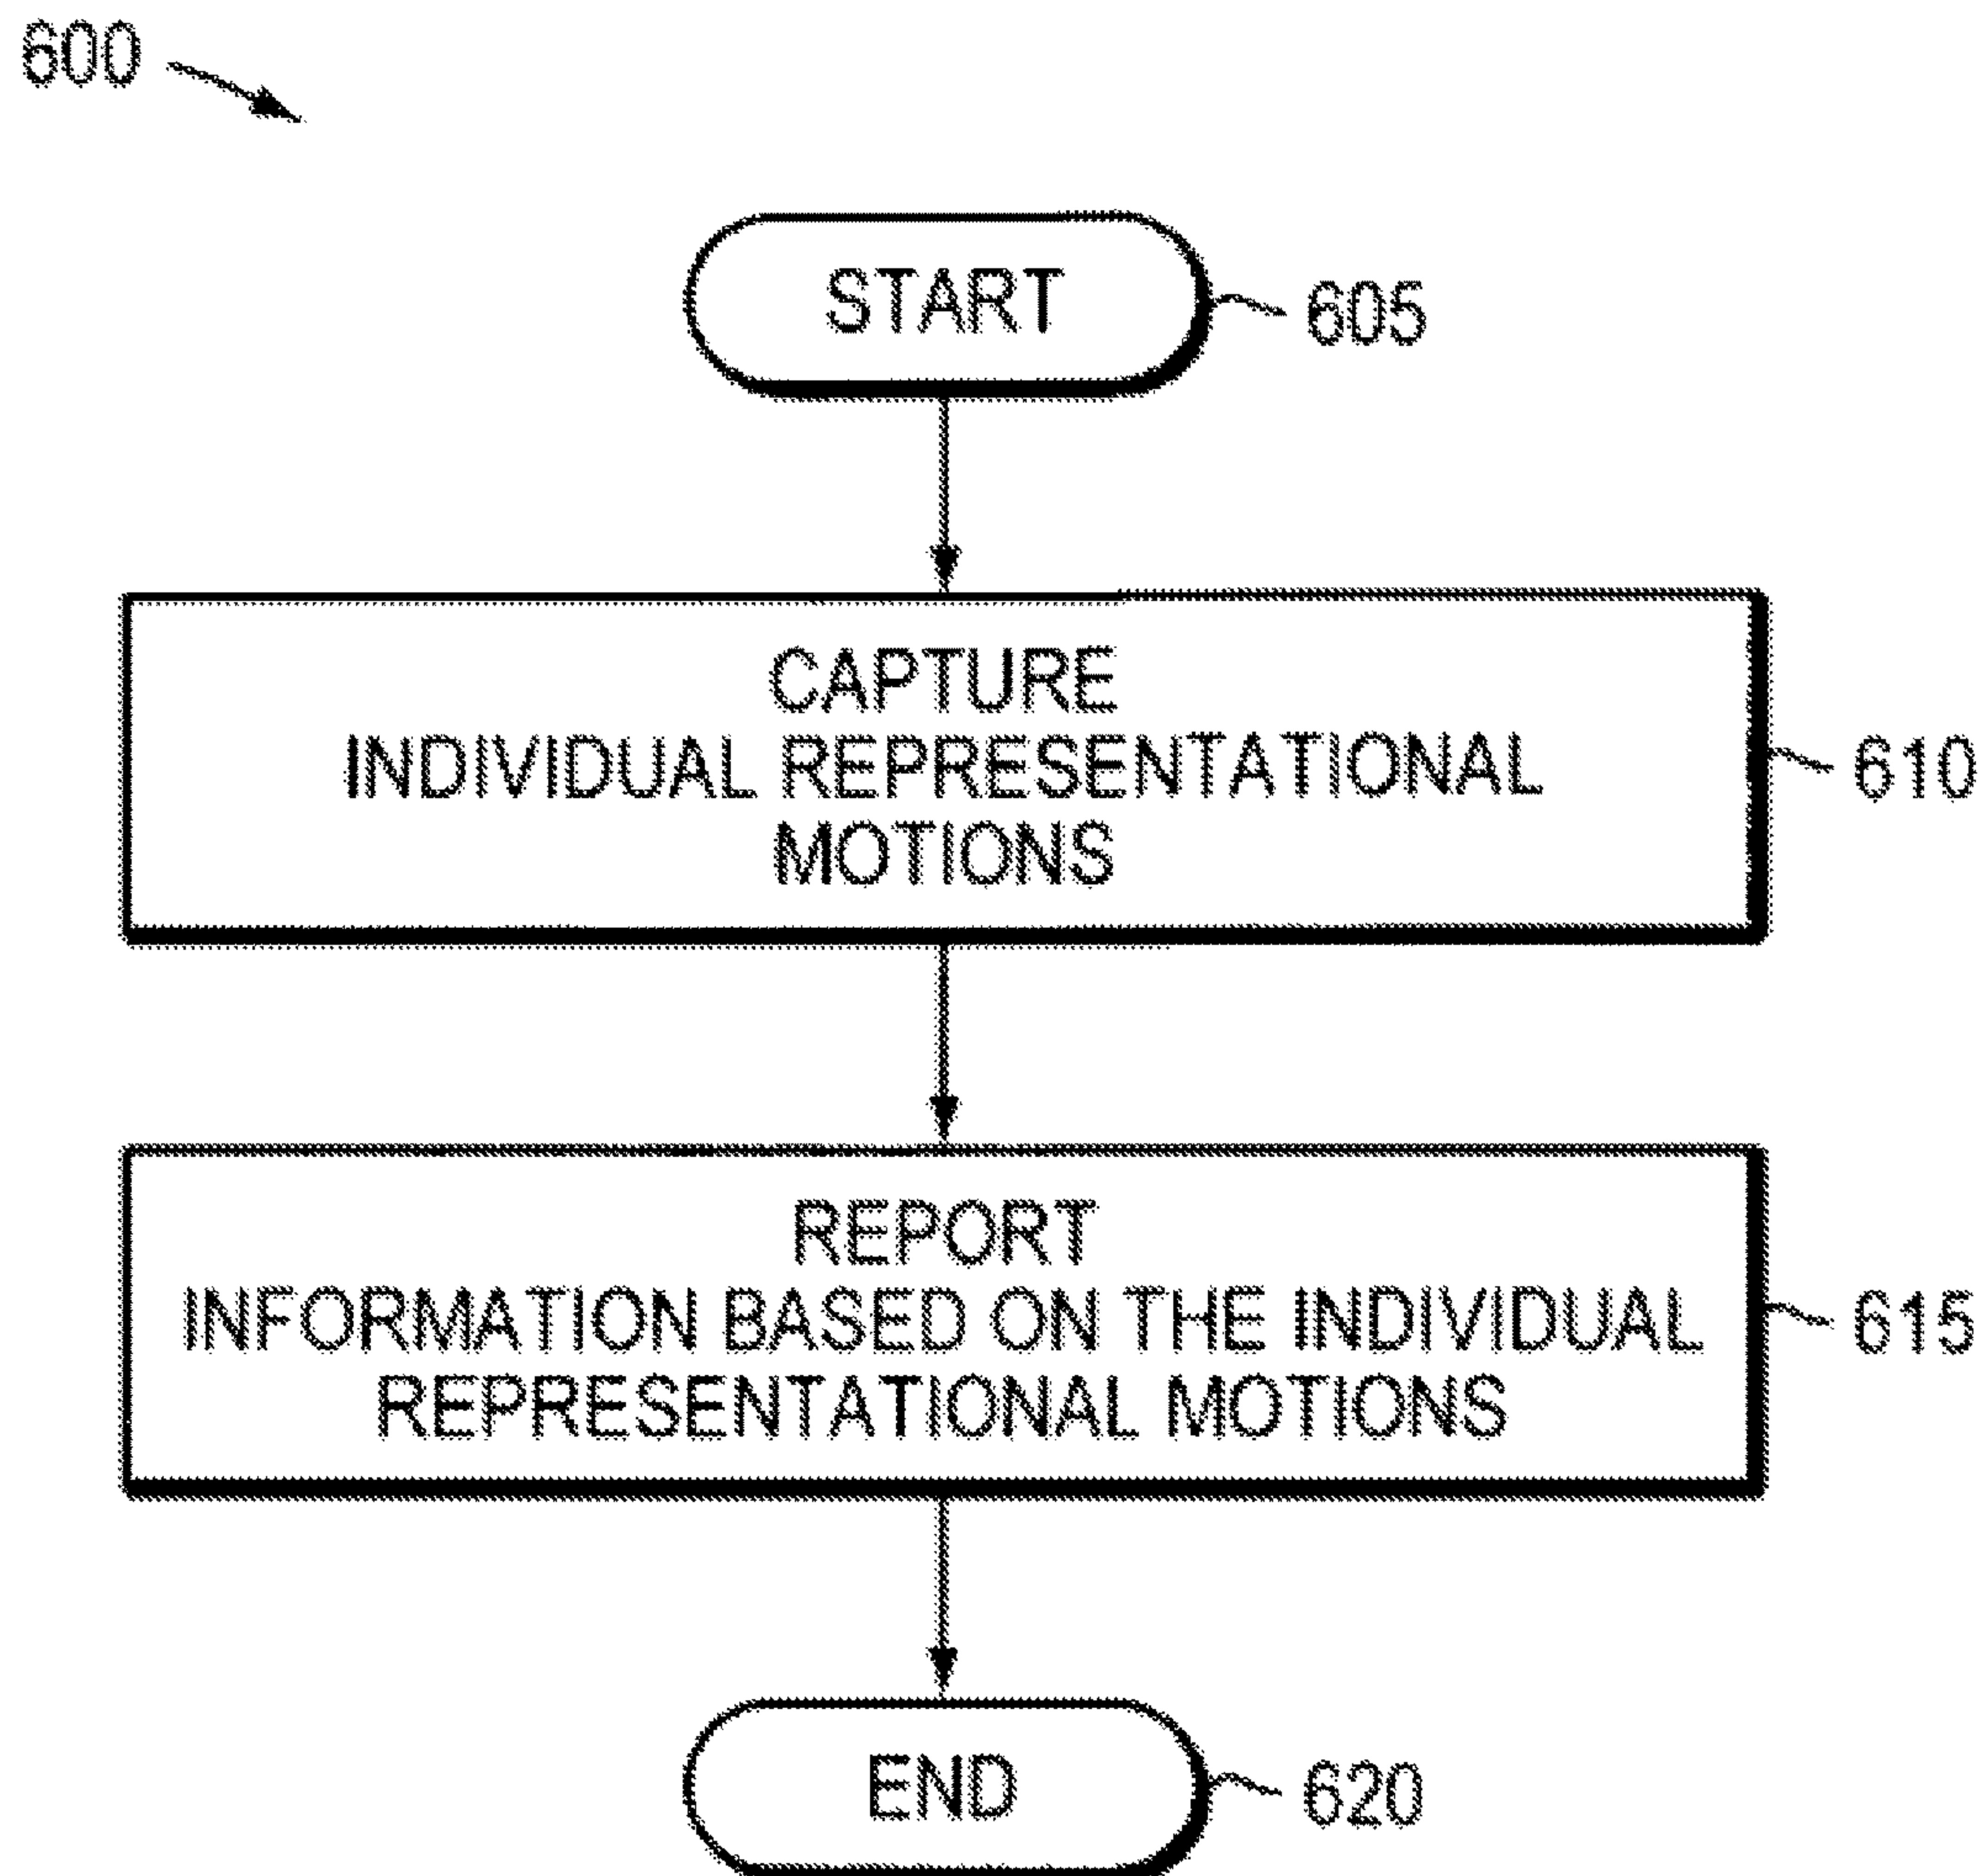 600
START
605
CAPTURE
INDIVIDUAL REPRESENTATIONAL
MOTIONS
610
REPORT
INFORMATION BASED ON THE INDIVIDUAL
REPRESENTATIONAL MOTIONS
615
END
620